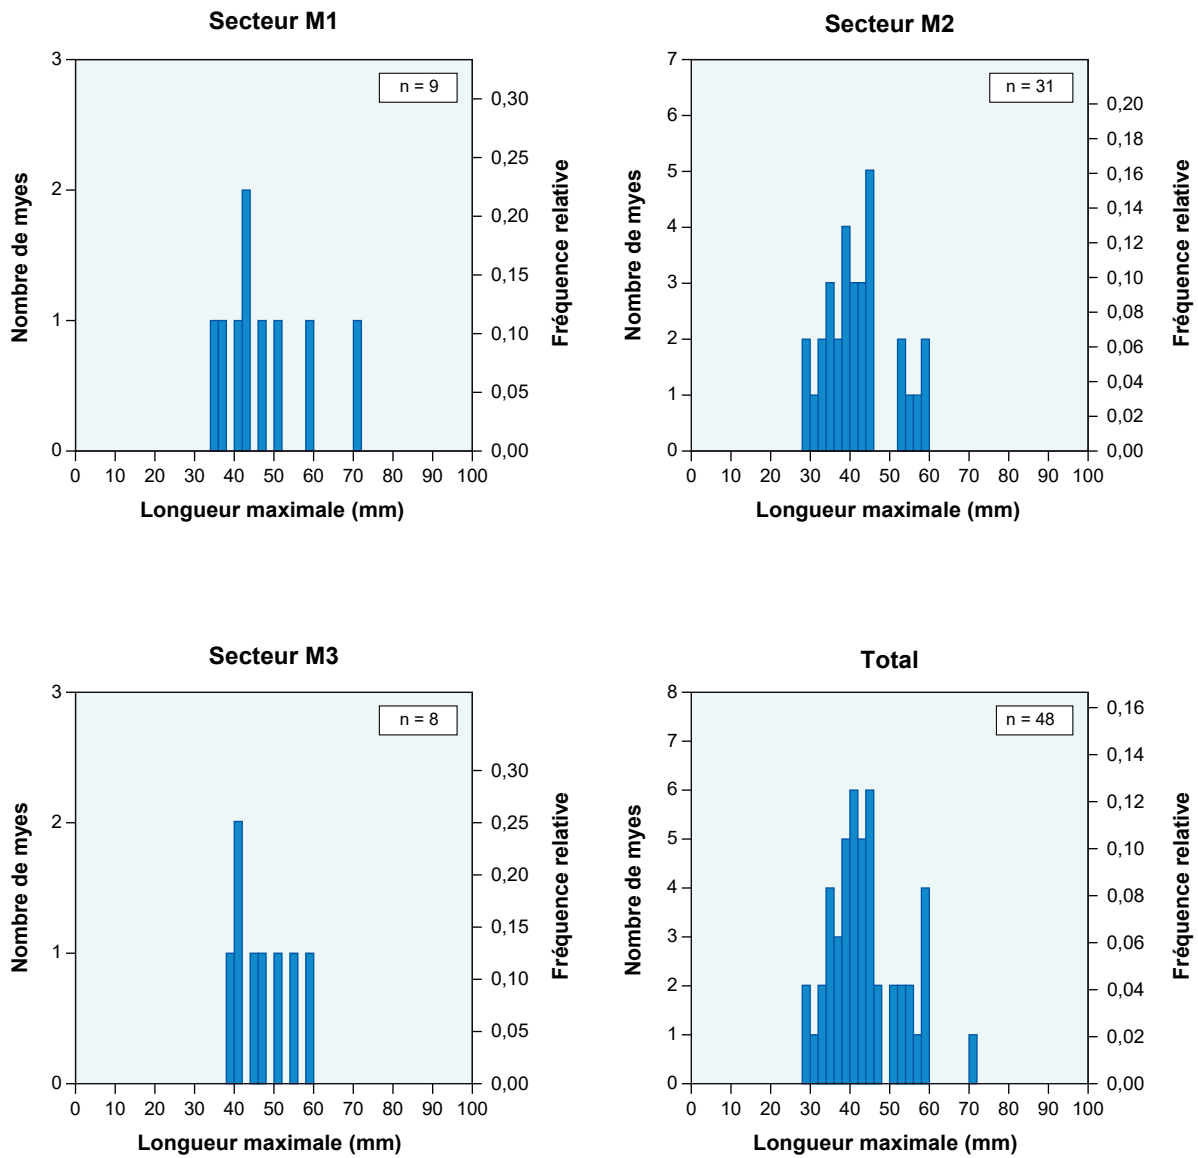 Secteur M1
3
2
1
0
n = 9
0,30
0,25
0,20
0,15
0,10
0,05
0,00
0 10 20 30 40 50 60 70 80 90 100
Nombre de myes
Fréquence relative
Longueur maximale (mm)
Secteur M2
7
6
5
4
3
2
1
0
n = 31
0,20
0,18
0,16
0,14
0,12
0,10
0,08
0,06
0,04
0,02
0,00
0 10 20 30 40 50 60 70 80 90 100
Nombre de myes
Fréquence relative
Longueur maximale (mm)
Secteur M3
3
2
1
0
n = 8
0,30
0,25
0,20
0,15
0,10
0,05
0,00
0 10 20 30 40 50 60 70 80 90 100
Nombre de myes
Fréquence relative
Longueur maximale (mm)
Total
8
7
6
5
4
3
2
1
0
n = 48
0,16
0,14
0,12
0,10
0,08
0,06
0,04
0,02
0,00
0 10 20 30 40 50 60 70 80 90 100
Nombre de myes
Fréquence relative
Longueur maximale (mm)